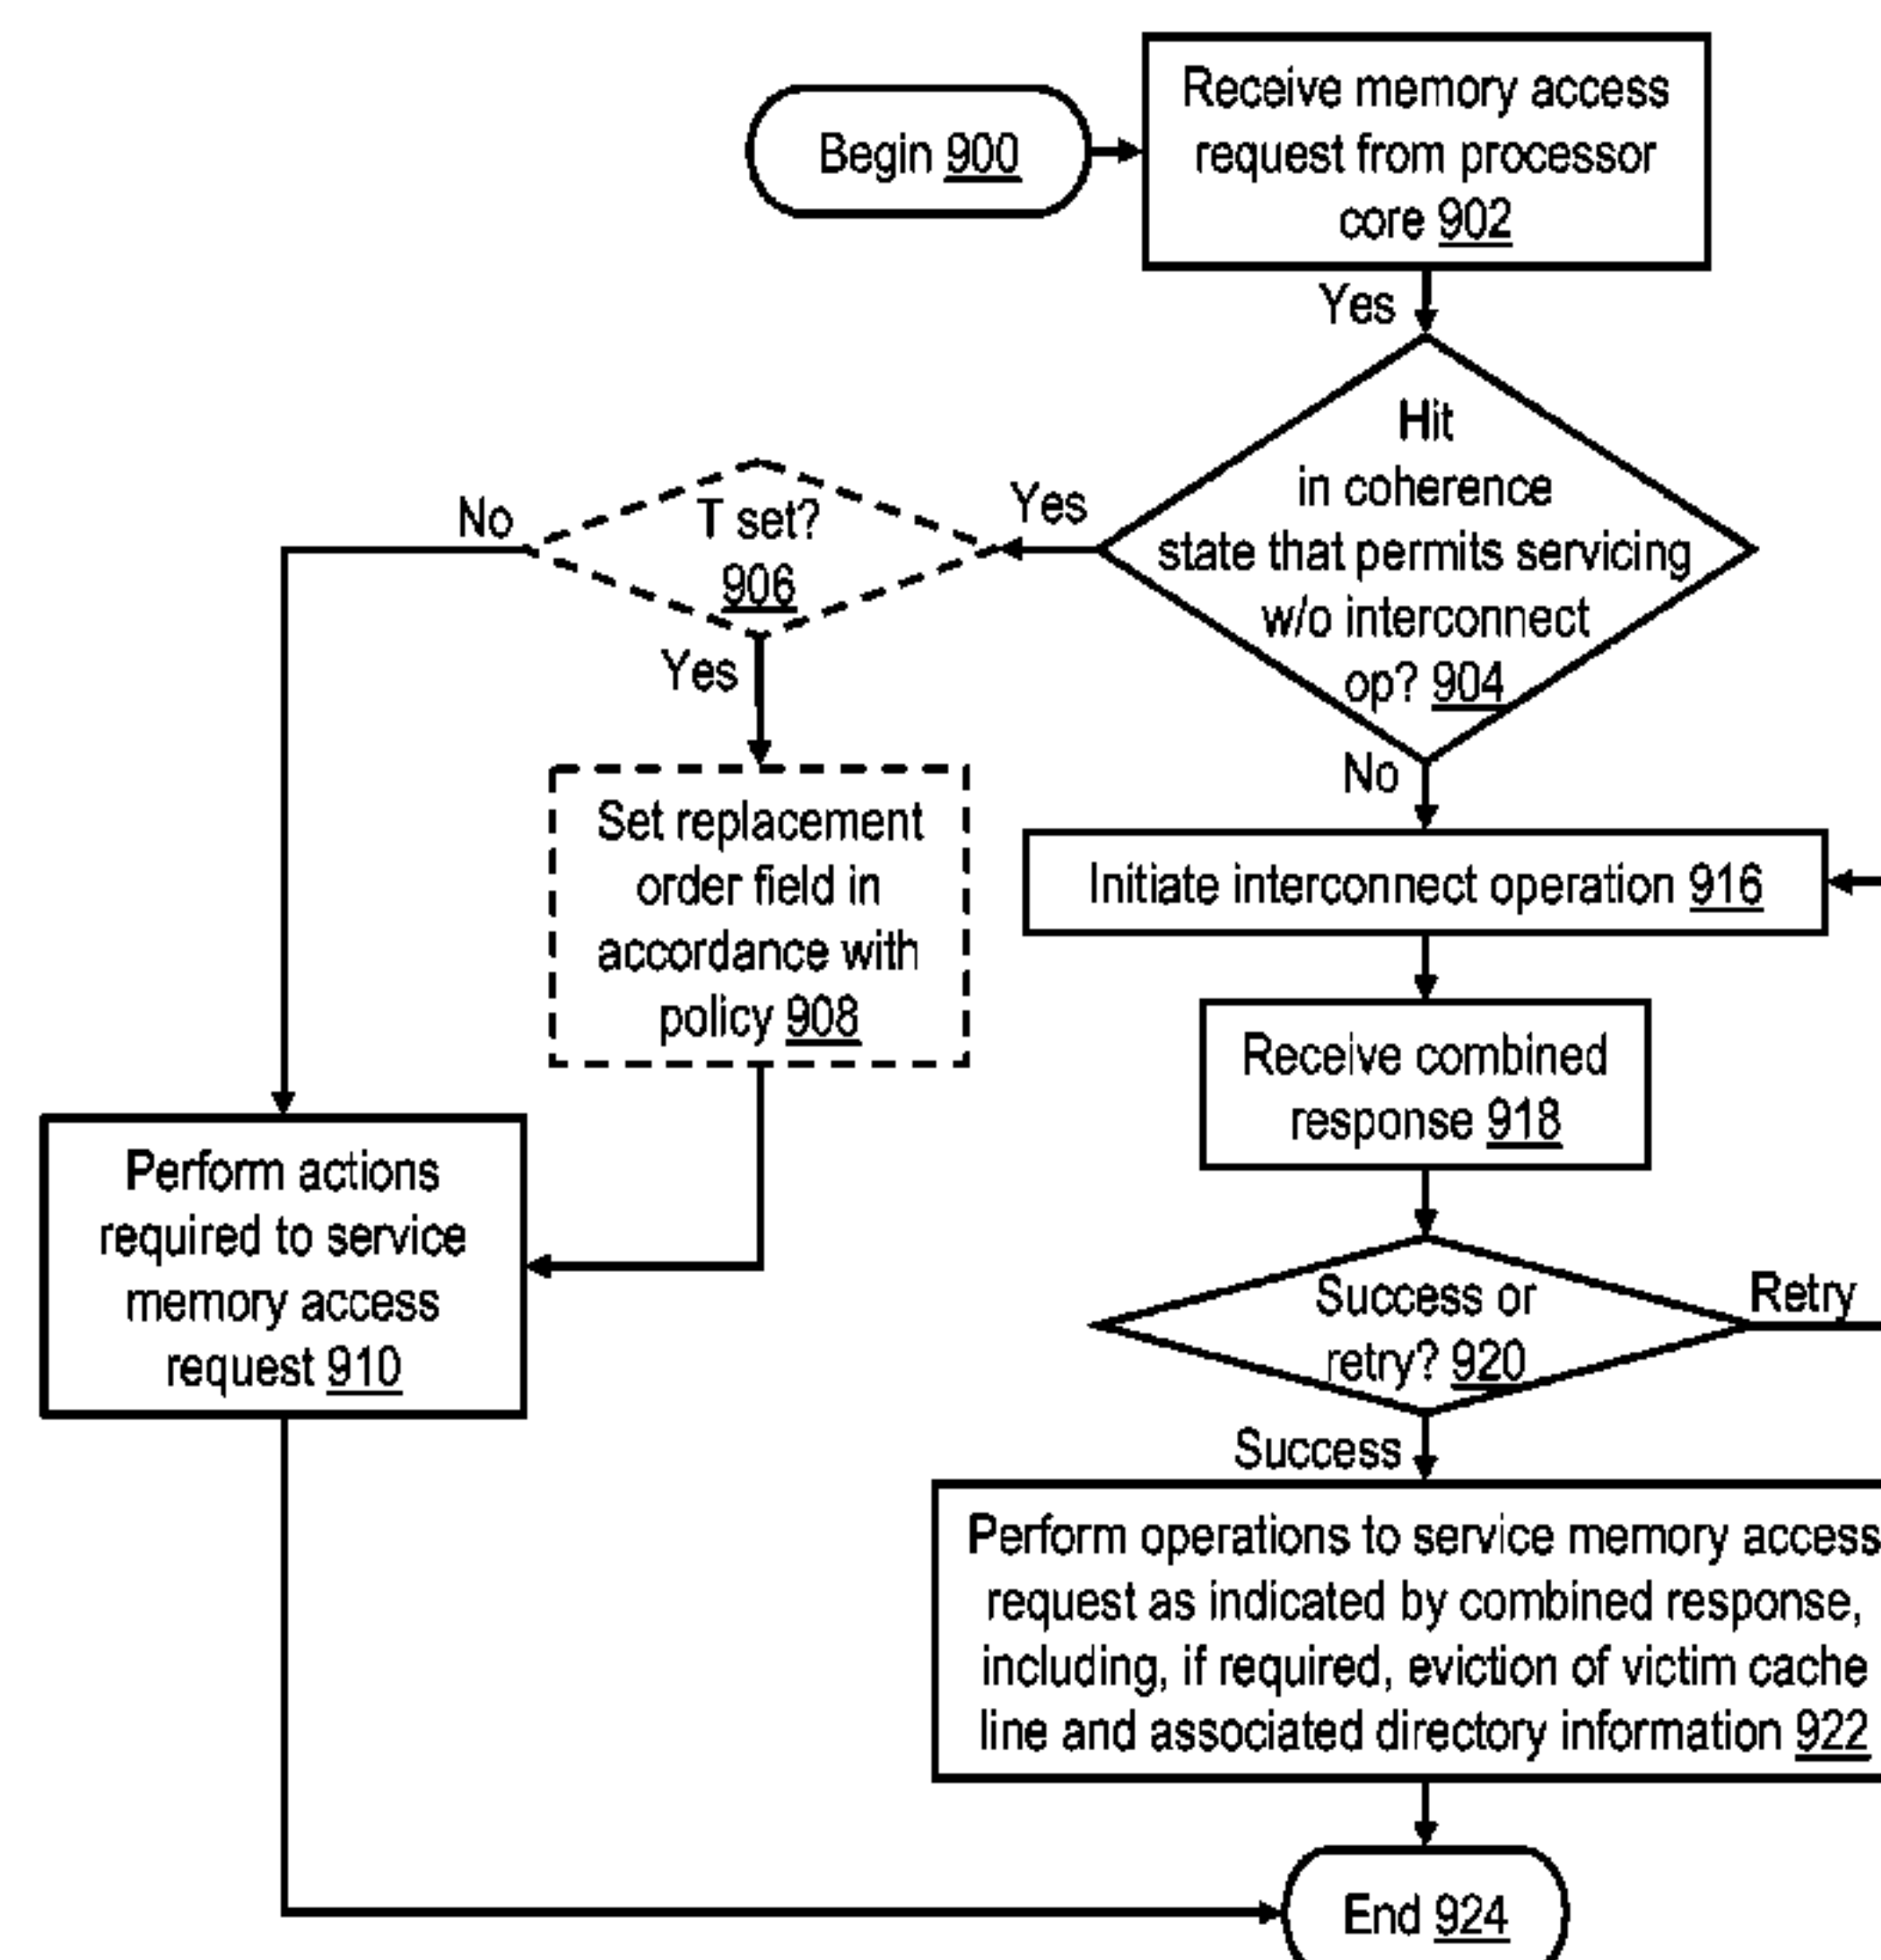 Begin 900
Receive memory access
request from processor
core 902
Yes
Hit
in coherence
state that permits servicing
w/o interconnect
op? 904
Yes
T set?
906
No
Yes
Set replacement
order field in
accordance with
policy 908
Perform actions
required to service
memory access
request 910
No
Initiate interconnect operation 916
Receive combined
response 918
Success or
retry? 920
Retry
Success
Perform operations to service memory access
request as indicated by combined response,
including, if required, eviction of victim cache
line and associated directory information 922
End 924